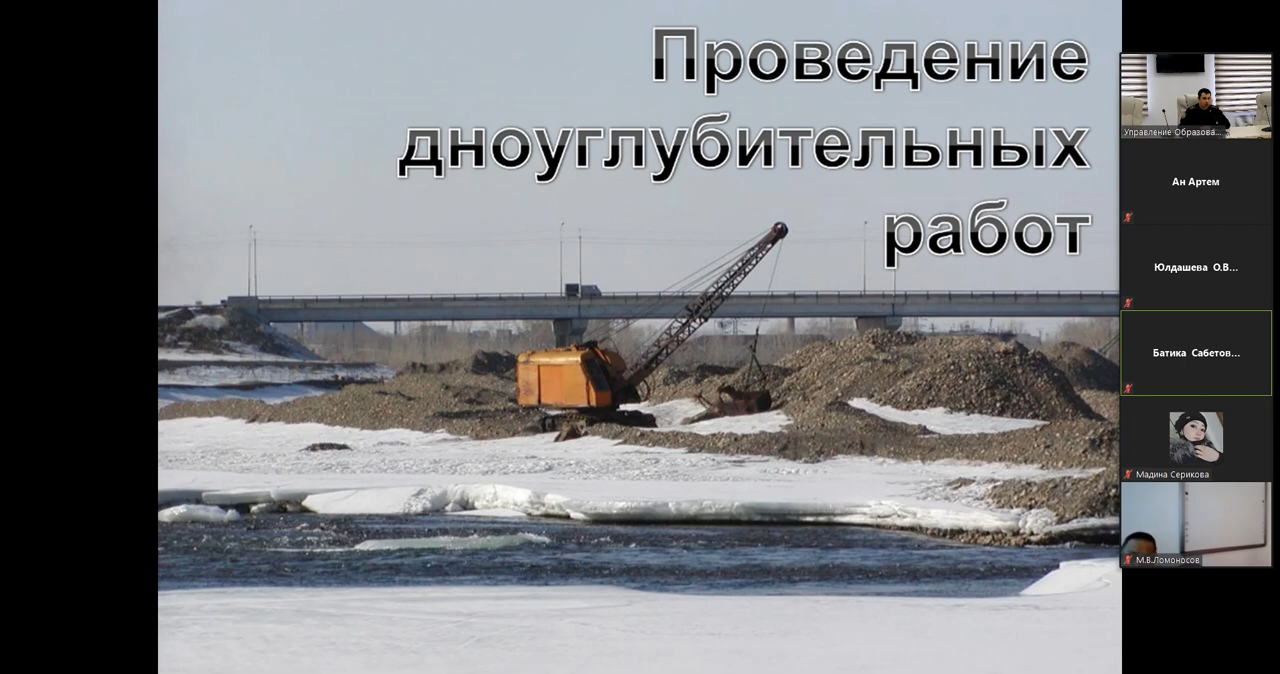 Проведение
дноуглубительных
работ
Управление Образова...
Ан Артем
Юлдашева О.В...
Батика Сабетов...
Мадина Серикова
М.В.Ломоносов